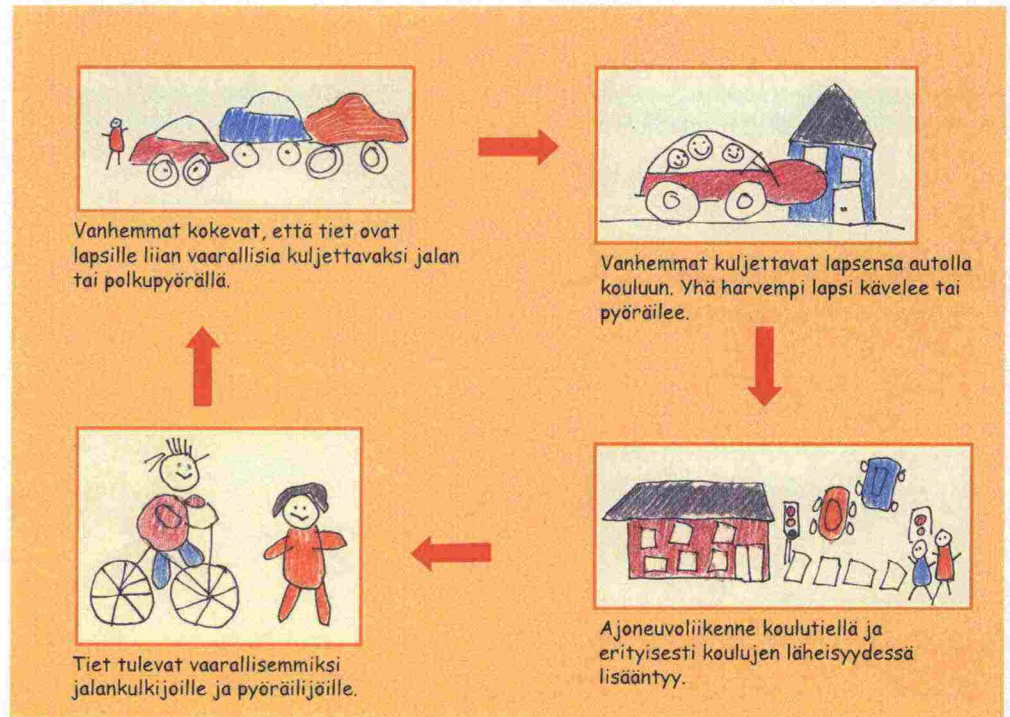 Vanhemmat kokevat, että tiet ovat
lapsille liian vaarallisia kuljettavaksi jalan
tai polkupyörällä.
Vanhemmat kuljettavat lapsensa autolla
kouluun. Yhä harvempi lapsi kävelee tai
pyöräilee.
Ajoneuvoliikenne koulutiellä ja
erityisesti koulujen läheisyydessä
lisääntyy.
Tiet tulevat vaarallisemmiksi
jalankulkijoille ja pyöräilijöille.